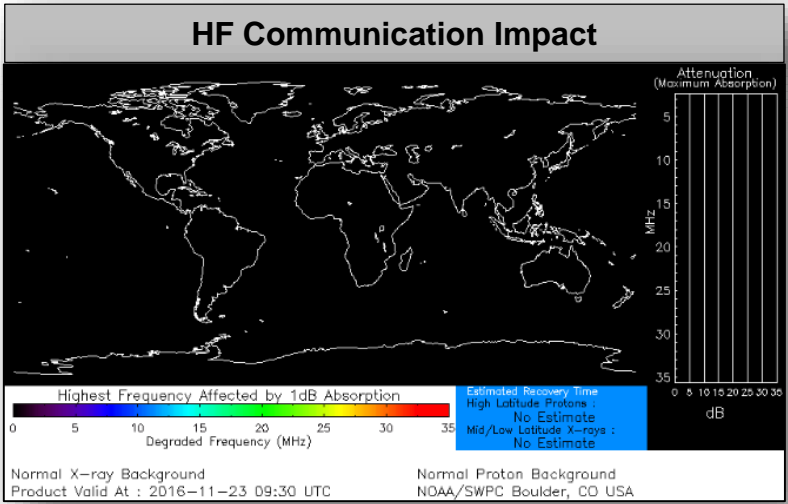 HF Communication Impact
Attenuation
(Maximum Absorption)
5
10
15
20
25
30
35
MHz
0 5 10 15 20 25 30 35
dB
Highest Frequency Affected by 1dB Absorption
0 5 10 15 20 25 30 35
Degraded Frequency (MHz)
Estimated Recovery Time
High Latitude Protons :
No Estimate
Mid/Low Latitude X-rays :
No Estimate
Normal X-ray Background
Normal Proton Background
Product Valid At : 2016-11-23 09:30 UTC
NOAA/SWPC Boulder, CO USA